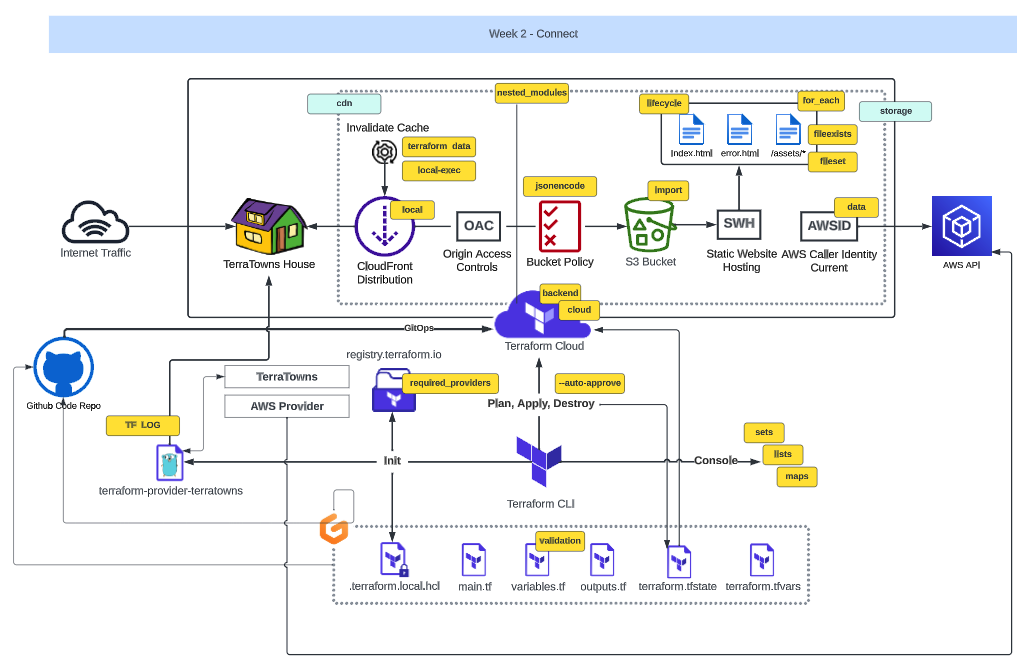 Week 2 - Connect
nested_modules
cdn
lifecycle
for_each
storage
Invalidate Cache
terraform_data
local-exec
index.html
error.html
/assets/*
fileexists
fileset
jsonencode
import
local
data
OAC
SWH
AWSID
Internet Traffic
TerraTowns House
CloudFront
Distribution
Origin Access
Controls
Bucket Policy
S3 Bucket
Static Website
Hosting
AWS Caller Identity
Current
AWS API
backend
cloud
Terraform Cloud
GitOps
registry.terraform.io
required_providers
--auto-approve
Plan, Apply, Destroy
TerraTowns
AWS Provider
Github Code Repo
TF_LOG
terraform-provider-terratowns
Init
Console
sets
lists
maps
Terraform CLI
validation
.terraform.local.hcl
main.tf
variables.tf
outputs.tf
terraform.tfstate
terraform.tfvars